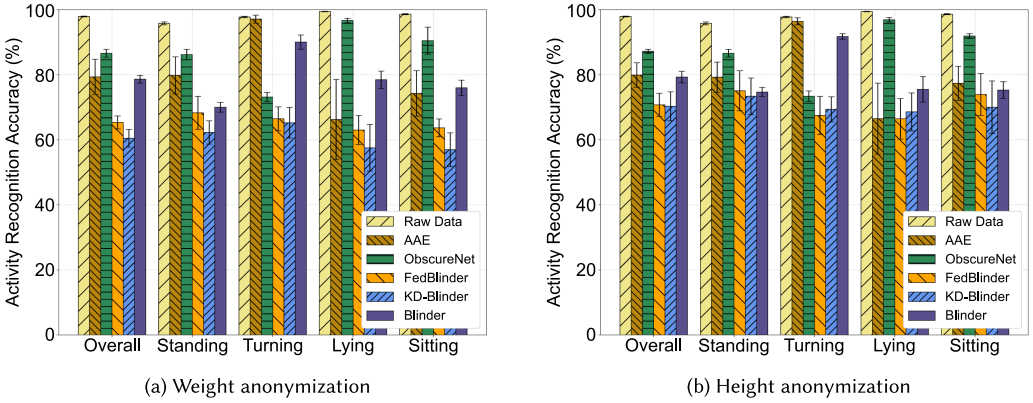 Activity Recognition Accuracy (%)
100
80
60
40
20
0
Raw Data
AAE
ObscureNet
FedBlinder
KD-Blinder
Blinder
Overall Standing Turning Lying Sitting
(a) Weight anonymization
Activity Recognition Accuracy (%)
100
80
60
40
20
0
Raw Data
AAE
ObscureNet
FedBlinder
KD-Blinder
Blinder
Overall Standing Turning Lying Sitting
(b) Height anonymization